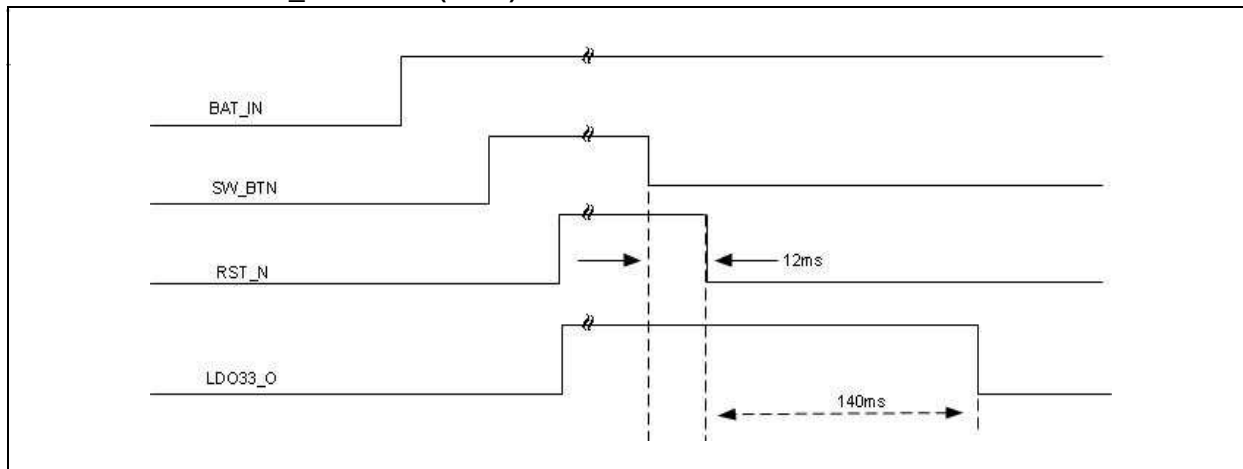 BAT_IN
SW_BTN
RST_N
12ms
LDO33_O
140ms